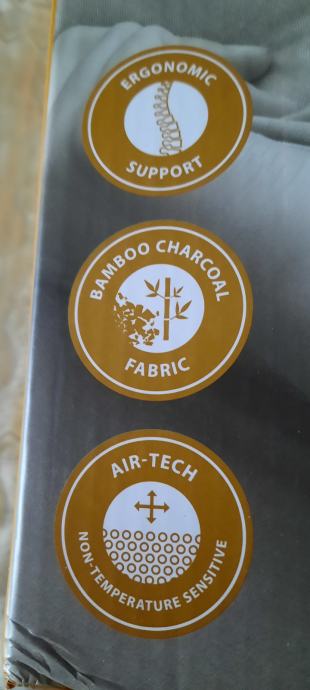 ERGONOMIC
SUPPORT
BAMBOO CHARCOAL
FABRIC
AIR-TECH
NON-TEMPERATURE SENSITIVE